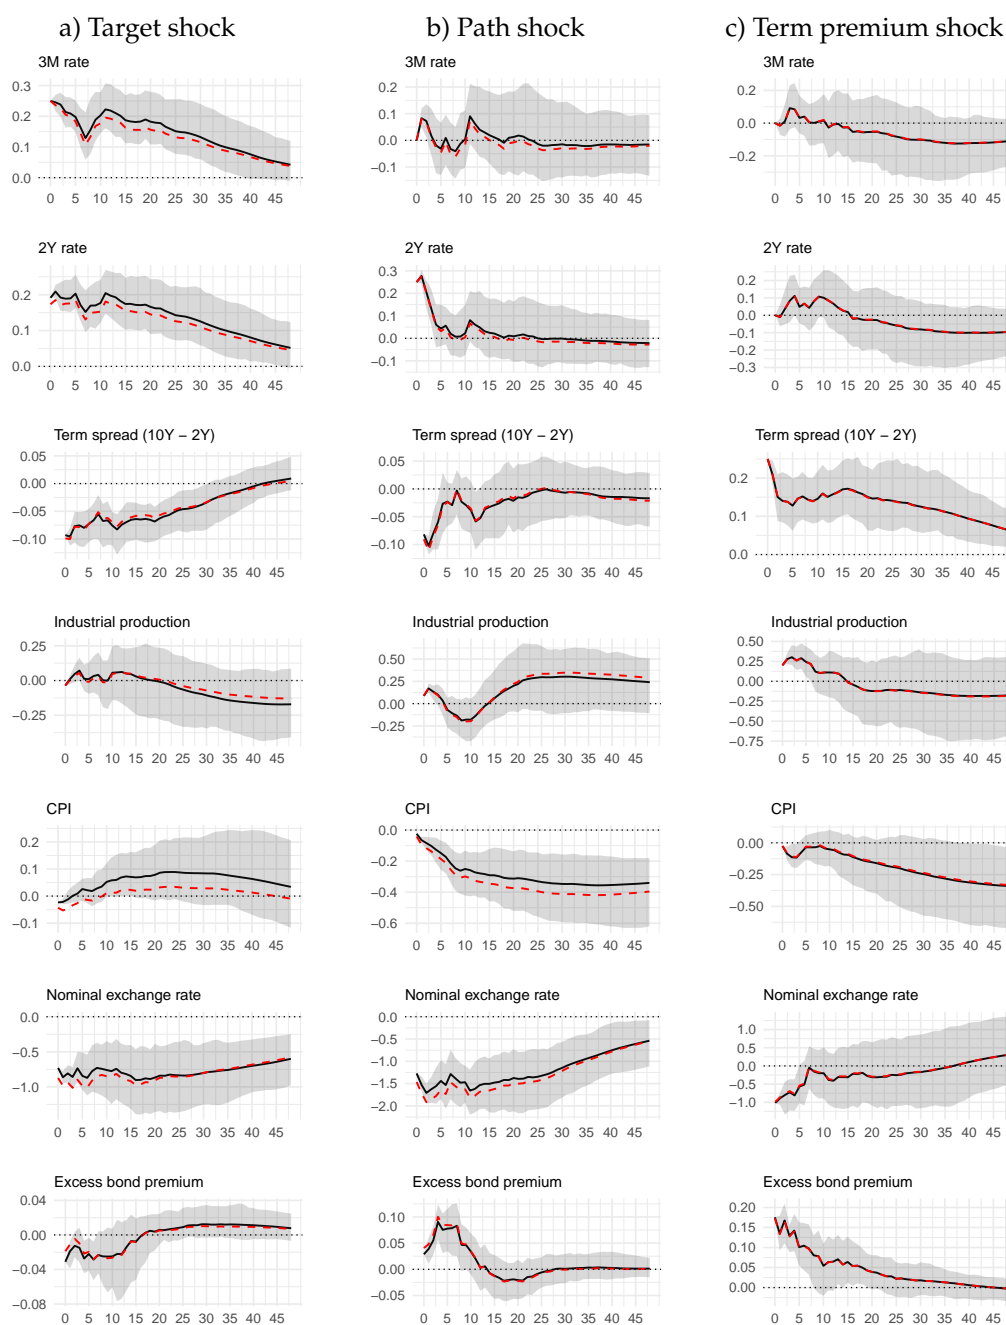 a) Target shock b) Path shock c) Term premium shock
3M rate 3M rate 3M rate
0.3 0.2 0.1 0.0
0 5 10 15 20 25 30 35 40 45
0.2 0.1 0.0 −0.1
0 5 10 15 20 25 30 35 40 45
0.2 0.0 −0.2
0 5 10 15 20 25 30 35 40 45
2Y rate 2Y rate 2Y rate
0.2 0.1 0.0
0 5 10 15 20 25 30 35 40 45
0.3 0.2 0.1 0.0 −0.1
0 5 10 15 20 25 30 35 40 45
0.2 0.1 0.0 −0.1 −0.2 −0.3
0 5 10 15 20 25 30 35 40 45
Term spread (10Y − 2Y) Term spread (10Y − 2Y) Term spread (10Y − 2Y)
0.05 0.00 −0.05 −0.10
0 5 10 15 20 25 30 35 40 45
0.05 0.00 −0.05 −0.10
0 5 10 15 20 25 30 35 40 45
0.2 0.1 0.0
0 5 10 15 20 25 30 35 40 45
Industrial production Industrial production Industrial production
0.25 0.00 −0.25
0 5 10 15 20 25 30 35 40 45
0.50 0.25 0.00 −0.25
0 5 10 15 20 25 30 35 40 45
0.50 0.25 0.00 −0.25 −0.50 −0.75
0 5 10 15 20 25 30 35 40 45
CPI CPI CPI
0.2 0.1 0.0 −0.1
0 5 10 15 20 25 30 35 40 45
0.0 −0.2 −0.4 −0.6
0 5 10 15 20 25 30 35 40 45
0.00 −0.50
0 5 10 15 20 25 30 35 40 45
Nominal exchange rate Nominal exchange rate Nominal exchange rate
0.0 −0.5 −1.0
0 5 10 15 20 25 30 35 40 45
0.0 −0.5 −1.0 −1.5 −2.0
0 5 10 15 20 25 30 35 40 45
1.0 0.5 0.0 −0.5 −1.0
0 5 10 15 20 25 30 35 40 45
Excess bond premium Excess bond premium Excess bond premium
0.04 0.00 −0.04 −0.08
0 5 10 15 20 25 30 35 40 45
0.10 0.05 0.00 −0.05
0 5 10 15 20 25 30 35 40 45
0.20 0.15 0.10 0.05 0.00
0 5 10 15 20 25 30 35 40 45